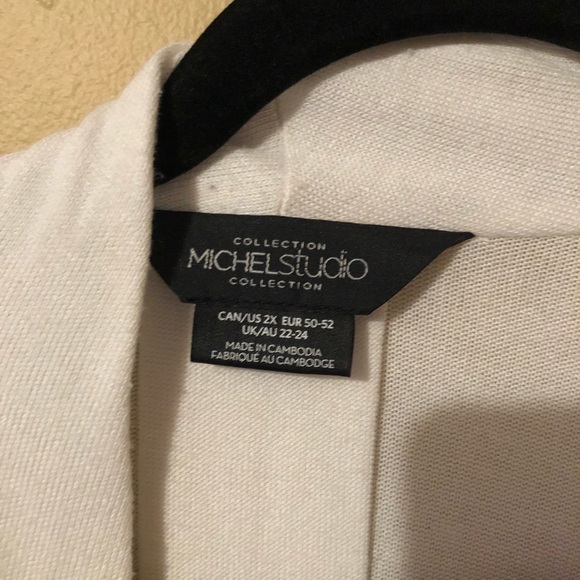 COLLECTION
MICHELstudio
COLLECTION
CAN/US 2X EUR 50-52
UK/AU 22-24
MADE IN CAMBODIA
FABRIQUÉ AU CAMBODGE